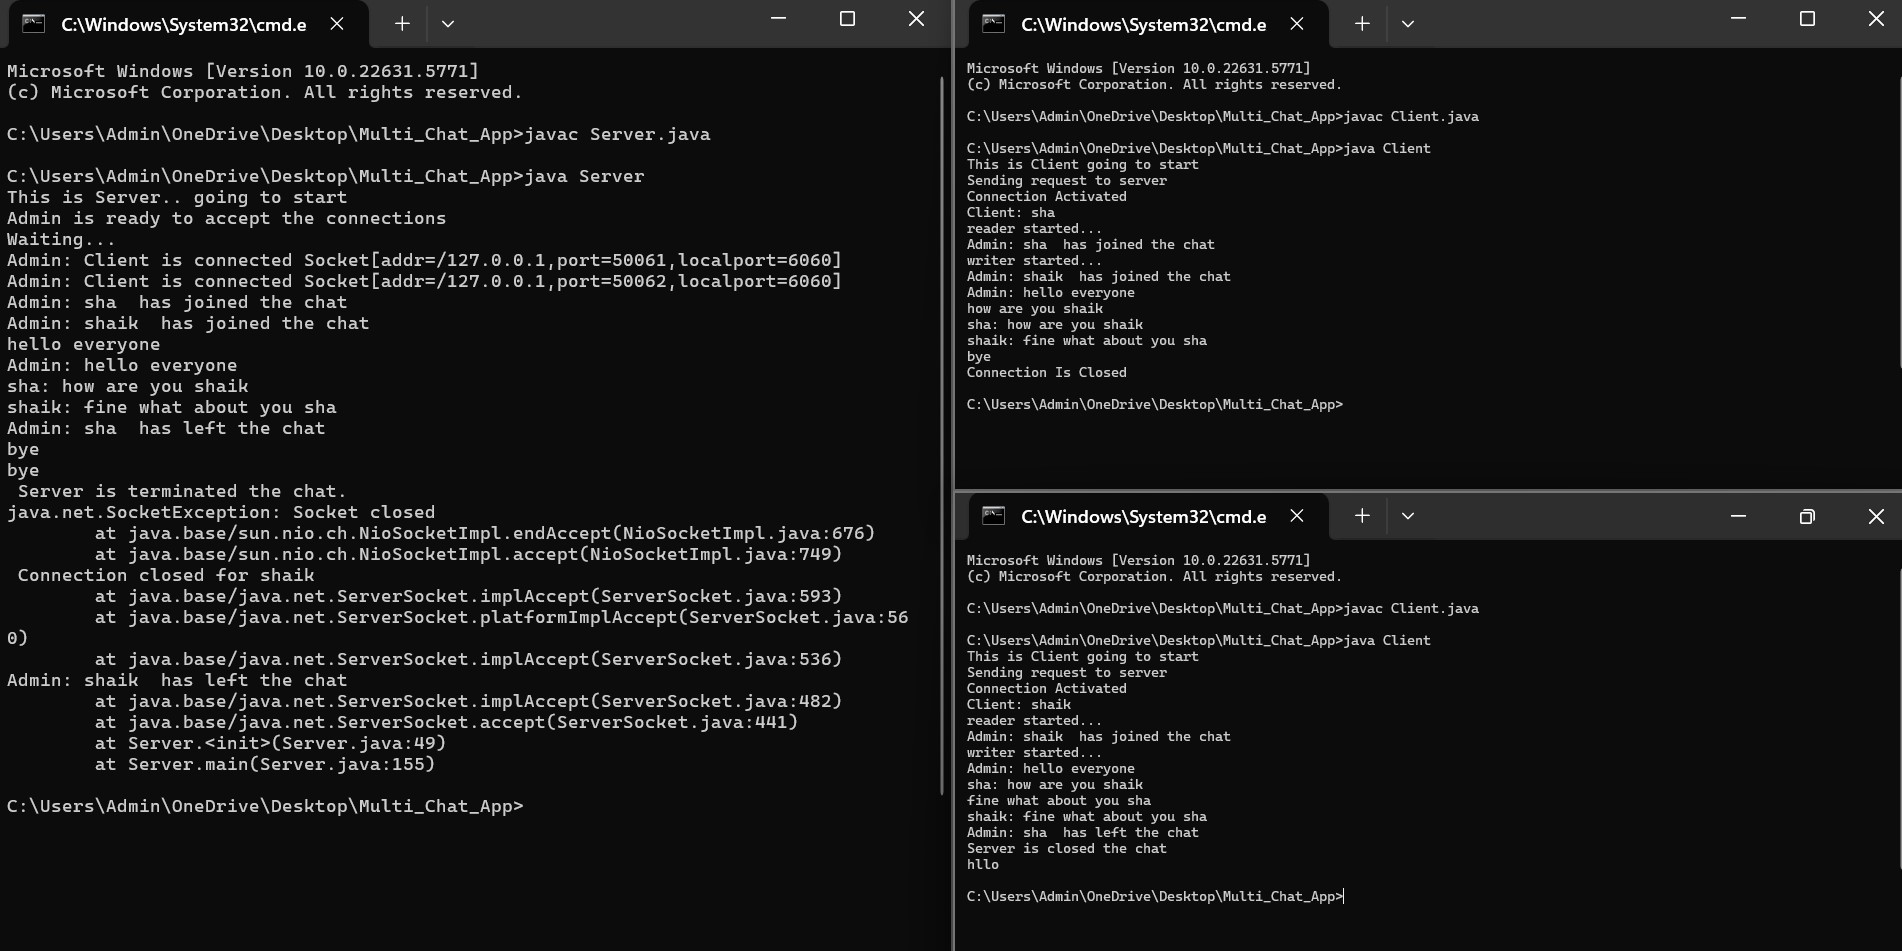 C:\Windows\System32\cmd.e
Microsoft Windows [Version 10.0.22631.5771]
(c) Microsoft Corporation. All rights reserved.
C:\Users\Admin\OneDrive\Desktop\Multi_Chat_App>javac Server.java
C:\Users\Admin\OneDrive\Desktop\Multi_Chat_App>java Server
This is Server.. going to start
Admin is ready to accept the connections
Waiting...
Admin: Client is connected Socket[addr=/127.0.0.1,port=50061,localport=6060]
Admin: Client is connected Socket[addr=/127.0.0.1,port=50062,localport=6060]
Admin: sha  has joined the chat
Admin: shaik  has joined the chat
hello everyone
Admin: hello everyone
sha: how are you shaik
shaik: fine what about you sha
Admin: sha  has left the chat
bye
bye
 Server is terminated the chat.
java.net.SocketException: Socket closed
        at java.base/sun.nio.ch.NioSocketImpl.endAccept(NioSocketImpl.java:676)
        at java.base/sun.nio.ch.NioSocketImpl.accept(NioSocketImpl.java:749)
 Connection closed for shaik
        at java.base/java.net.ServerSocket.implAccept(ServerSocket.java:593)
        at java.base/java.net.ServerSocket.platformImplAccept(ServerSocket.java:56
0)
        at java.base/java.net.ServerSocket.implAccept(ServerSocket.java:536)
Admin: shaik  has left the chat
        at java.base/java.net.ServerSocket.implAccept(ServerSocket.java:482)
        at java.base/java.net.ServerSocket.accept(ServerSocket.java:441)
        at Server.<init>(Server.java:49)
        at Server.main(Server.java:155)
C:\Users\Admin\OneDrive\Desktop\Multi_Chat_App>
C:\Windows\System32\cmd.e
Microsoft Windows [Version 10.0.22631.5771]
(c) Microsoft Corporation. All rights reserved.
C:\Users\Admin\OneDrive\Desktop\Multi_Chat_App>javac Client.java
C:\Users\Admin\OneDrive\Desktop\Multi_Chat_App>java Client
This is Client going to start
Sending request to server
Connection Activated
Client: sha
reader started...
Admin: sha  has joined the chat
writer started...
Admin: shaik  has joined the chat
Admin: hello everyone
how are you shaik
sha: how are you shaik
shaik: fine what about you sha
bye
Connection Is Closed
C:\Users\Admin\OneDrive\Desktop\Multi_Chat_App>
C:\Windows\System32\cmd.e
Microsoft Windows [Version 10.0.22631.5771]
(c) Microsoft Corporation. All rights reserved.
C:\Users\Admin\OneDrive\Desktop\Multi_Chat_App>javac Client.java
C:\Users\Admin\OneDrive\Desktop\Multi_Chat_App>java Client
This is Client going to start
Sending request to server
Connection Activated
Client: shaik
reader started...
Admin: shaik  has joined the chat
writer started...
Admin: hello everyone
sha: how are you shaik
fine what about you sha
shaik: fine what about you sha
Admin: sha  has left the chat
Server is closed the chat
hllo
C:\Users\Admin\OneDrive\Desktop\Multi_Chat_App>